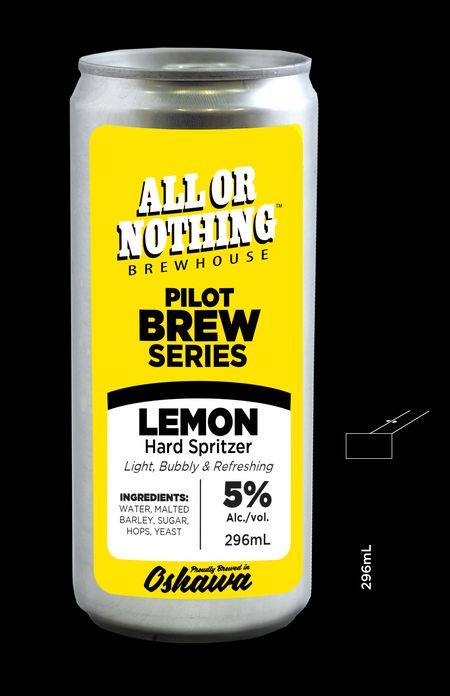 ALL OR
NOTHING™
BREWHOUSE
PILOT
BREW
SERIES
LEMON
Hard Spritzer
Light, Bubbly & Refreshing
INGREDIENTS:
WATER, MALTED
BARLEY, SUGAR,
HOPS, YEAST
5%
Alc./vol.
296mL
Proudly Brewed in
Oshawa
296mL